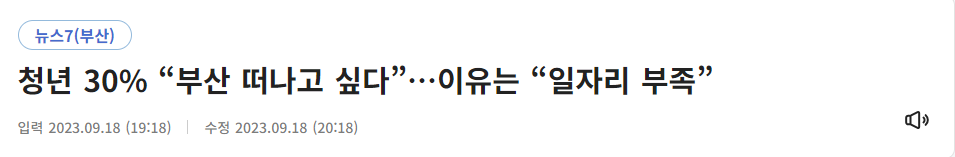 뉴스7(부산)
청년 30% “부산 떠나고 싶다”…이유는 “일자리 부족”
입력 2023.09.18 (19:18) 수정 2023.09.18 (20:18)